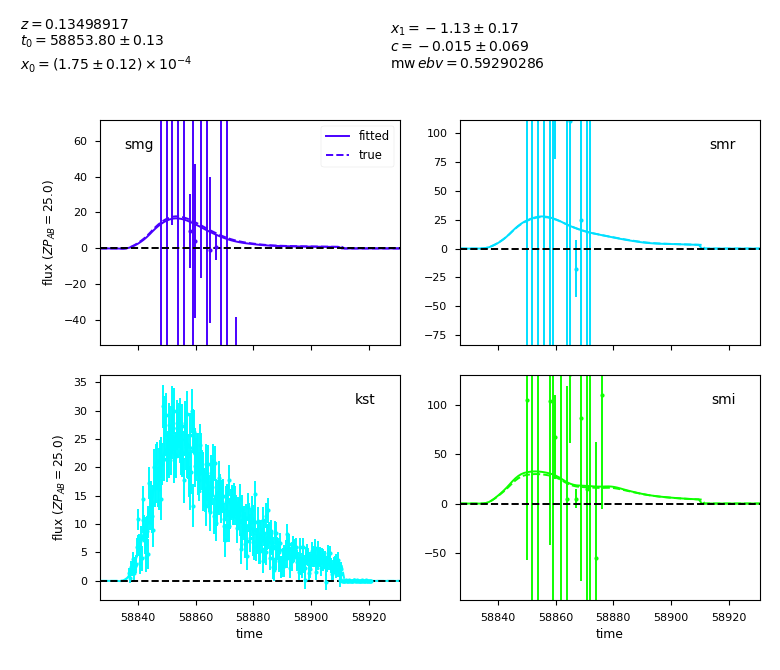 z = 0.13498917
t₀ = 58853.80 ± 0.13
x₀ = (1.75 ± 0.12) × 10⁻⁴
x₁ = −1.13 ± 0.17
c = −0.015 ± 0.069
mw ebv = 0.59290286
smg
fitted
true
60
40
20
0
−20
−40
flux (ZP_AB = 25.0)
smr
100
75
50
25
0
−25
−50
−75
kst
35
30
25
20
15
10
5
0
flux (ZP_AB = 25.0)
58840 58860 58880 58900 58920
time
smi
100
50
0
−50
58840 58860 58880 58900 58920
time